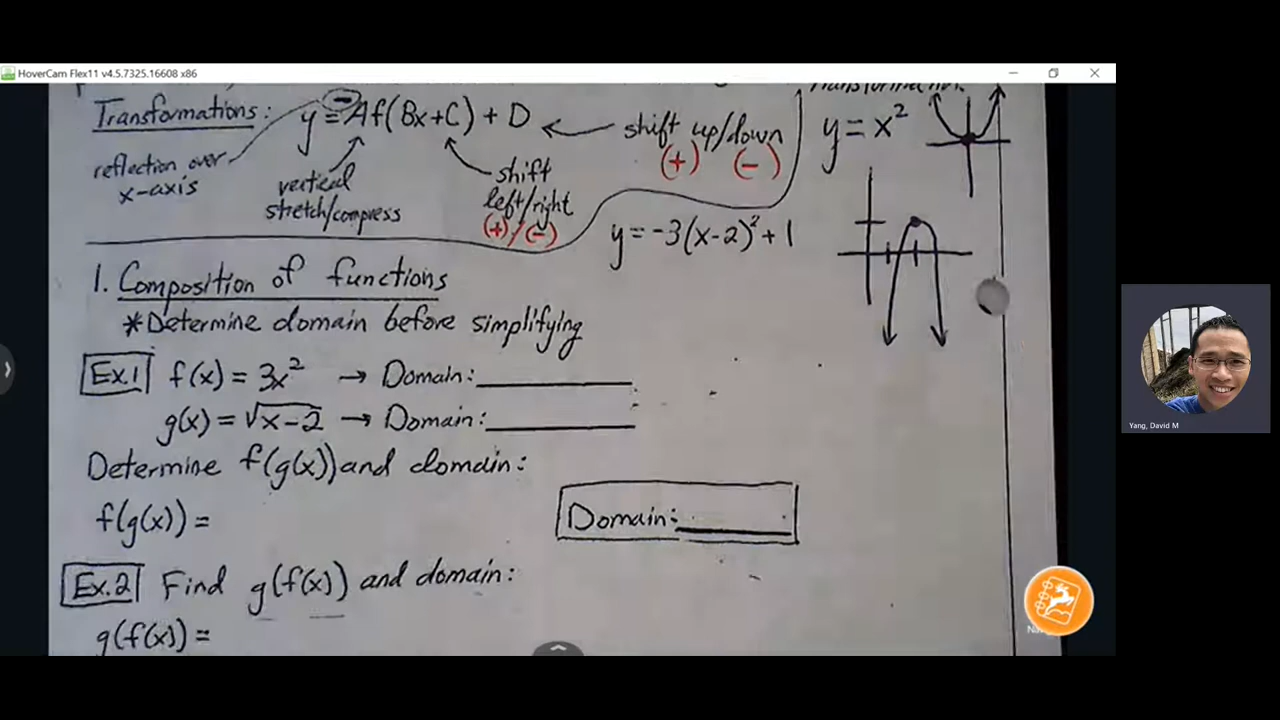 HoverCam Flex11 v4.5.7325.16608 x86
Transformations: y = -Af(Bx+C) + D
reflection over
x-axis
vertical
stretch/compress
shift
left/right
(+)/(-)
shift up/down
(+) (-)
y = x²
y = -3(x-2)² + 1
1. Composition of functions
*Determine domain before simplifying
Ex.1 f(x) = 3x² → Domain:
g(x) = √x-2 → Domain:
Determine f(g(x)) and domain:
f(g(x)) =
Domain:
Ex.2 Find g(f(x)) and domain:
g(f(x)) =
Yang, David M